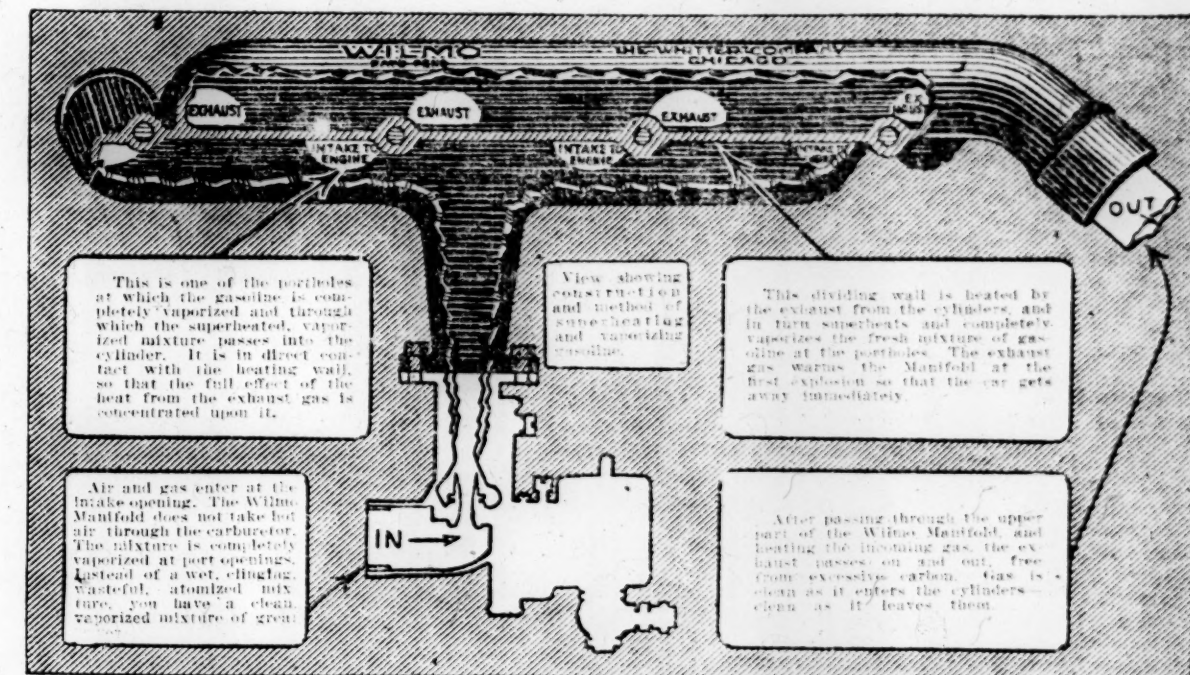 WILMO
THE WHITTER COMPANY
CHICAGO
EXHAUST
EXHAUST
EXHAUST
EX
HAUST
INTAKE TO
ENGINE
INTAKE TO
ENGINE
INTAKE TO
OUT
This is one of the portholes
at which the gasoline is com-
pletely vaporized and through
which the superheated, vapor-
ized mixture passes into the
cylinder. It is in direct con-
tact with the heating wall,
so that the full effect of the
heat from the exhaust gas is
concentrated upon it.
View showing
construction
and method of
superheating
and vaporizing
gasoline.
This dividing wall is heated by
the exhaust from the cylinders, and
in turn superheats and completely
vaporizes the fresh mixture of gas-
oline at the portholes. The exhaust
gas warms the Manifold at the
first explosion so that the car gets
away immediately.
Air and gas enter at the
intake opening. The Wilmo
Manifold does not take hot
air through the carburetor.
The mixture is completely
vaporized at port openings.
Instead of a wet, clinging,
wasteful, atomized mix
ture, you have a clean,
vaporized mixture of great
IN
After passing through the upper
part of the Wilmo Manifold, and
heating the incoming gas, the ex-
haust passes on and out, free
from excessive carbon. Gas is
clean as it enters the cylinders—
clean as it leaves them.